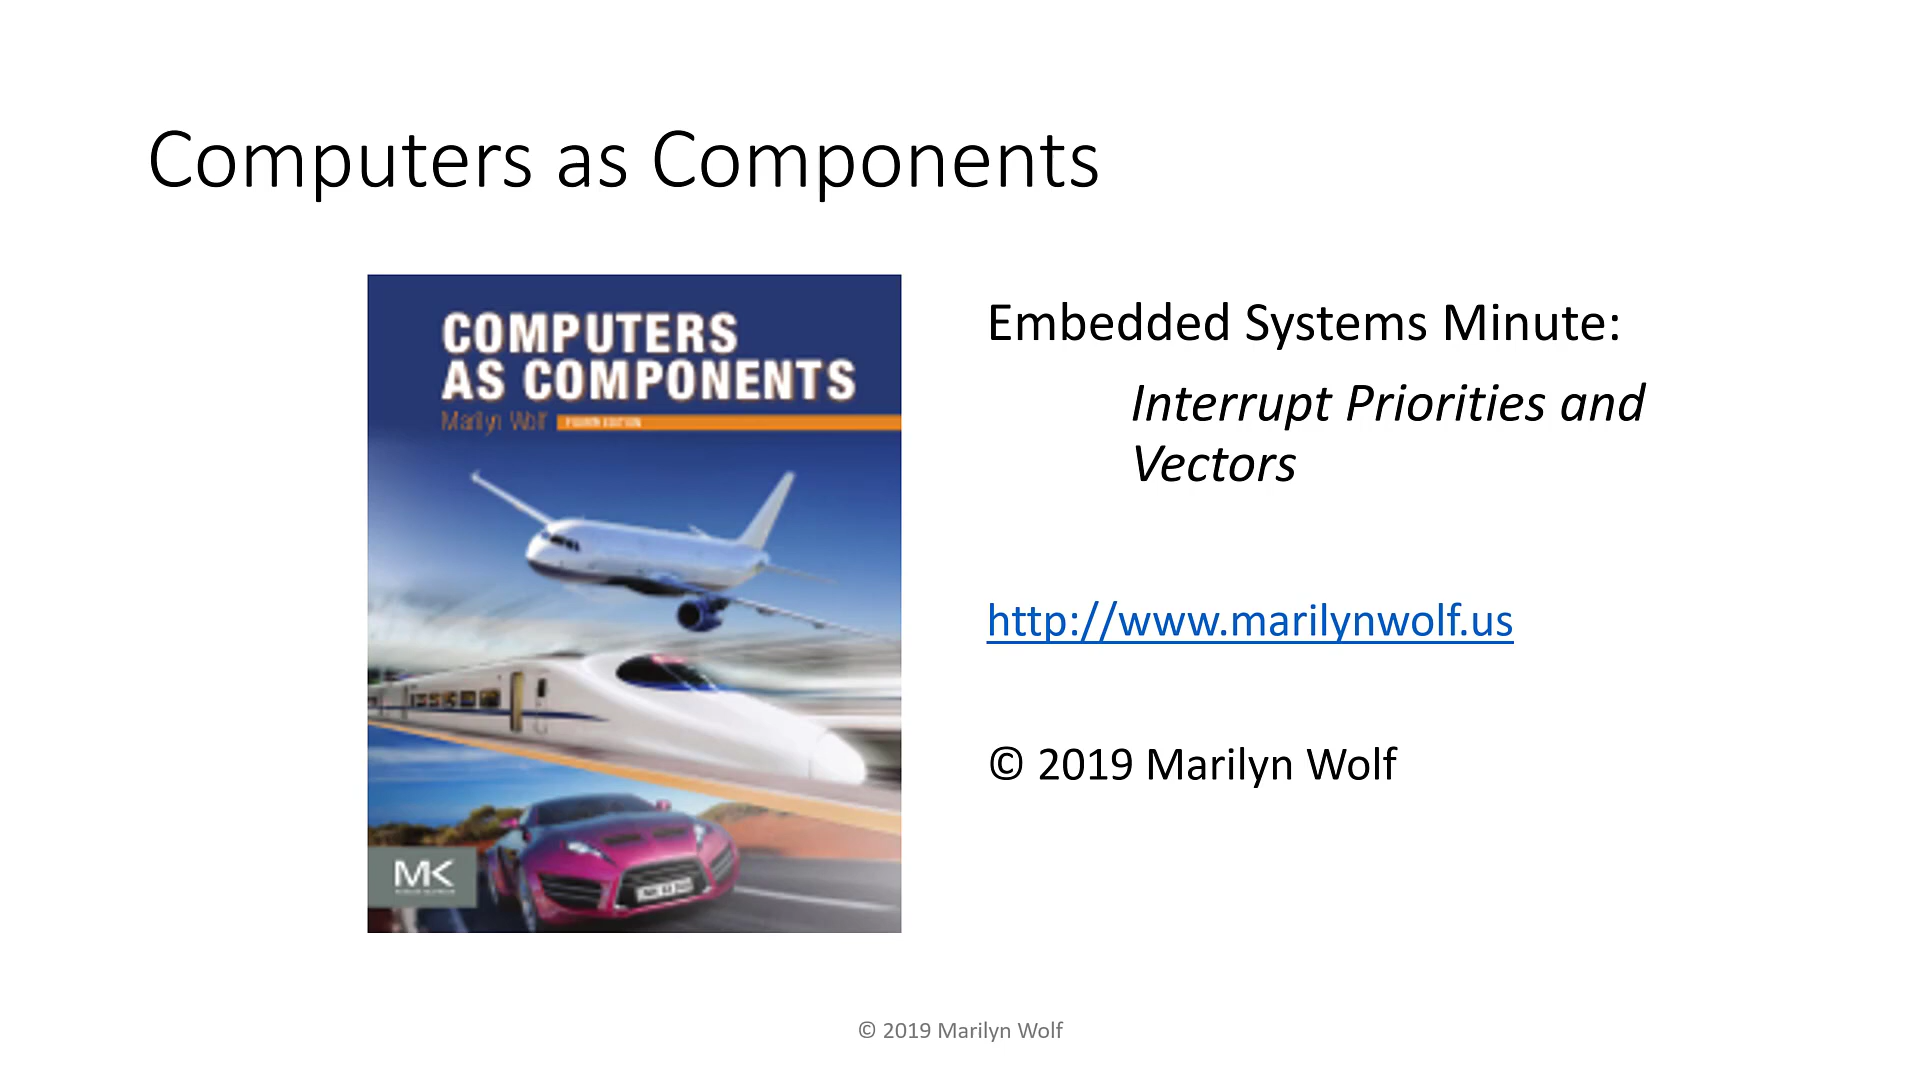 Computers as Components
COMPUTERS
AS COMPONENTS
Marilyn Wolf FOURTH EDITION
MK
Embedded Systems Minute:
Interrupt Priorities and
Vectors
http://www.marilynwolf.us
© 2019 Marilyn Wolf
© 2019 Marilyn Wolf